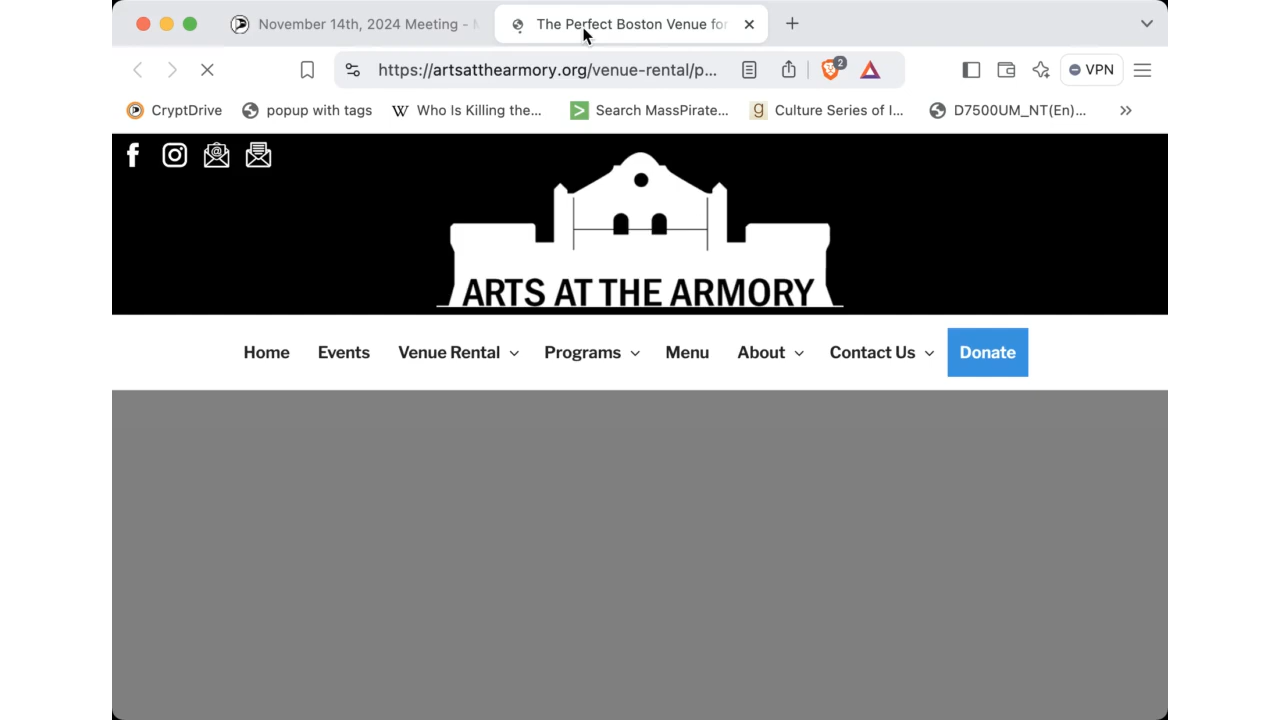 November 14th, 2024 Meeting -
The Perfect Boston Venue for
https://artsatthearmory.org/venue-rental/p...
2
VPN
CryptDrive
popup with tags
Who Is Killing the...
Search MassPirate...
Culture Series of I...
D7500UM_NT(En)...
ARTS AT THE ARMORY
Home
Events
Venue Rental
Programs
Menu
About
Contact Us
Donate